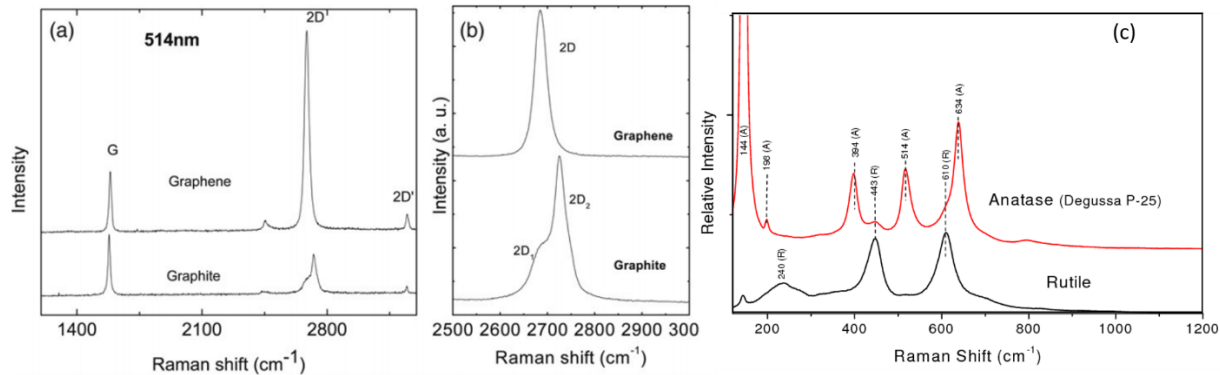 (a)
514nm
2D
G
Graphene
2D'
Graphite
Intensity
1400
2100
2800
Raman shift (cm-1)
(b)
2D
Graphene
2D2
2D1
Graphite
Intensity (a. u.)
2500
2600
2700
2800
2900
300
Raman shift (cm-1)
(c)
144 (A)
198 (A)
394 (A)
443 (R)
514 (A)
610 (R)
634 (A)
Anatase (Degussa P-25)
240 (R)
Rutile
Relative Intensity
200
400
600
800
1000
1200
Raman Shift (cm-1)